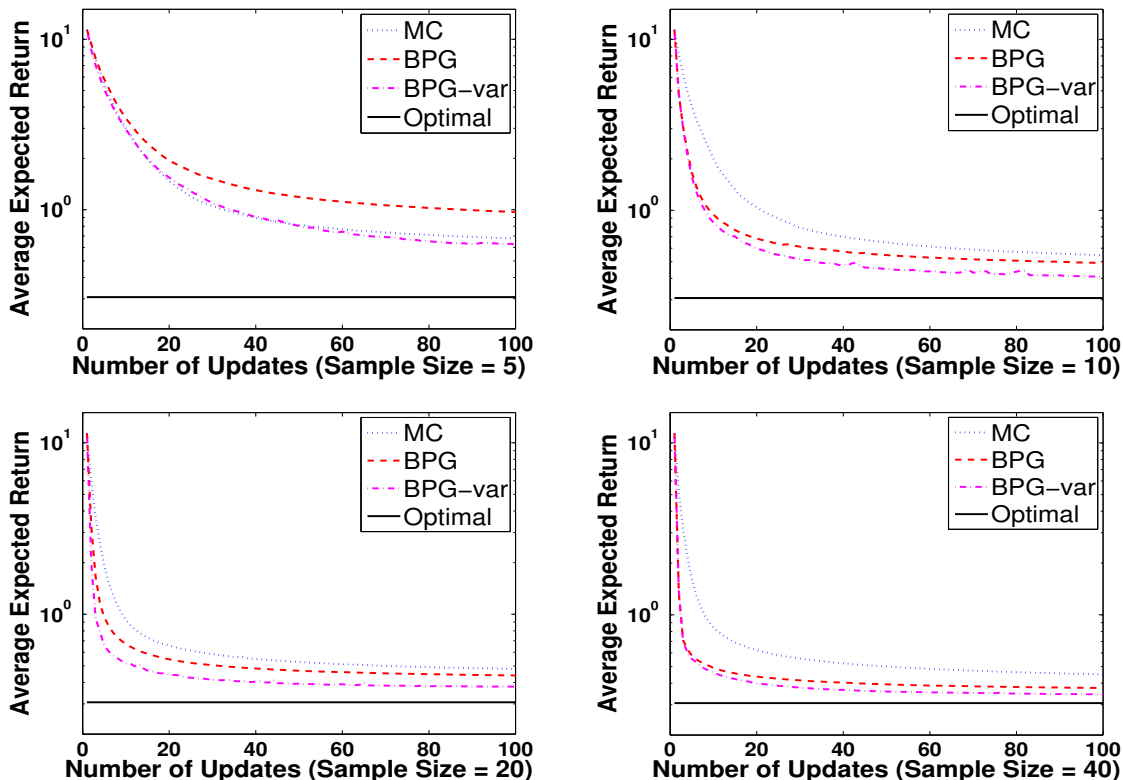 Average Expected Return
10^1
10^0
MC
BPG
BPG-var
Optimal
0 20 40 60 80 100
Number of Updates (Sample Size = 5)
Average Expected Return
10^1
10^0
MC
BPG
BPG-var
Optimal
0 20 40 60 80 100
Number of Updates (Sample Size = 10)
Average Expected Return
10^1
10^0
MC
BPG
BPG-var
Optimal
0 20 40 60 80 100
Number of Updates (Sample Size = 20)
Average Expected Return
10^1
10^0
MC
BPG
BPG-var
Optimal
0 20 40 60 80 100
Number of Updates (Sample Size = 40)